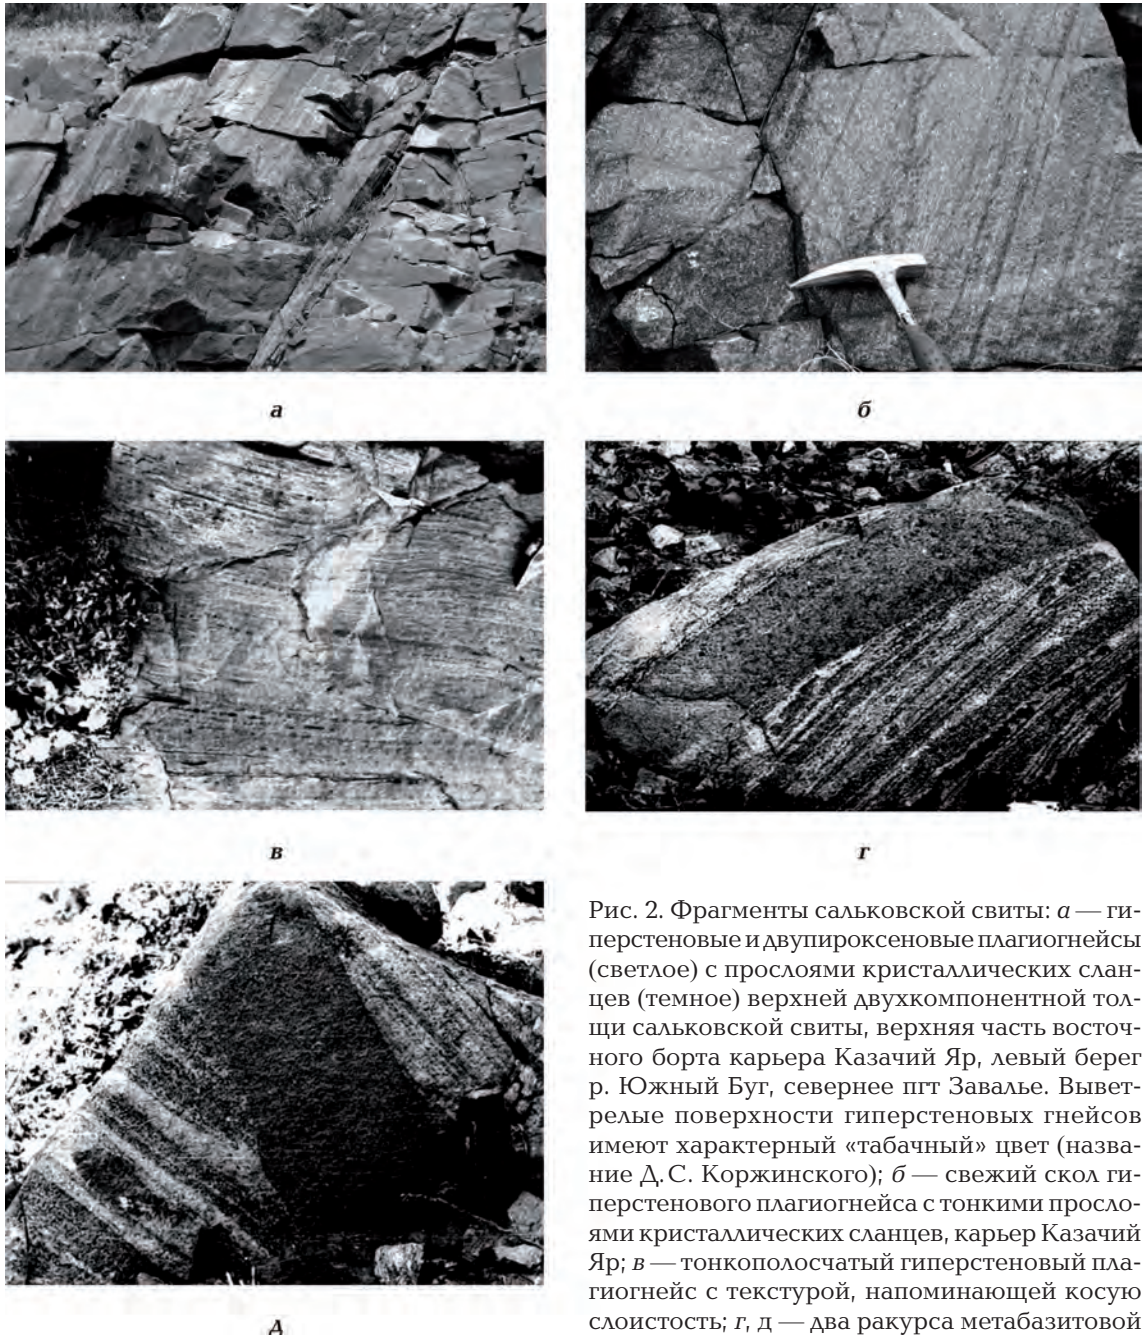 а
б
в
г
д
Рис. 2. Фрагменты сальковской свиты: а — ги-
перстеновые и двупироксеновые плагиогнейсы
(светлое) с прослоями кристаллических слан-
цев (темное) верхней двухкомпонентной тол-
щи сальковской свиты, верхняя часть восточ-
ного борта карьера Казачий Яр, левый берег
р. Южный Буг, севернее пгт Завалье. Вывет-
релые поверхности гиперстеновых гнейсов
имеют характерный «табачный» цвет (назва-
ние Д. С. Коржинского); б — свежий скол ги-
перстенового плагиогнейса с тонкими просло-
ями кристаллических сланцев, карьер Казачий
Яр; в — тонкополосчатый гиперстеновый пла-
гиогнейс с текстурой, напоминающей косую
слоистость; г, д — два ракурса метабазитовой